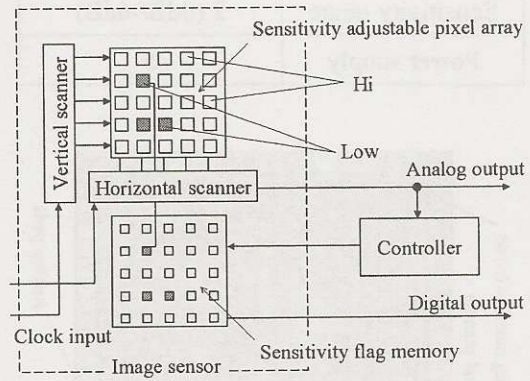 Sensitivity adjustable pixel array
Hi
Vertical scanner
Low
Horizontal scanner
Analog output
Controller
Digital output
Clock input
Sensitivity flag memory
Image sensor